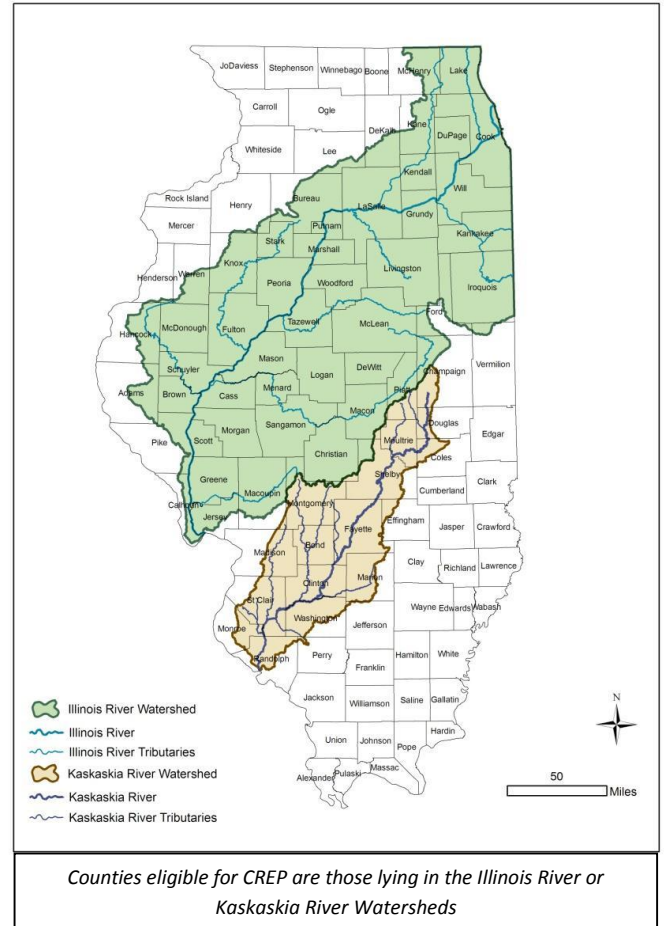 JoDaviess Stephenson Winnebago Boone McHenry Lake
Carroll Ogle DeKalb Kane DuPage Cook
Whiteside Lee
Kendall Will
Rock Island Henry Bureau LaSalle Grundy
Mercer Putnam Kankakee
Stark Marshall
Knox Livingston
Henderson Warren Peoria Woodford Iroquois
Ford
Hancock McDonough Fulton Tazewell McLean
Mason
Schuyler Logan DeWitt Champaign Vermilion
Adams Brown Cass Menard Piatt
Macon Douglas
Pike Scott Morgan Sangamon Moultrie Edgar
Christian Coles
Shelby
Greene Macoupin Cumberland Clark
Calhoun Jersey Montgomery
Fayette Effingham Jasper Crawford
Madison Bond
Clay Richland Lawrence
Clinton Marion
St Clair Wayne Edwards Wabash
Monroe Washington Jefferson
Randolph Perry Hamilton White
Franklin
Jackson Williamson Saline Gallatin
Hardin
Union Johnson Pope
Massac
Alexander Pulaski
Illinois River Watershed
Illinois River
Illinois River Tributaries
Kaskaskia River Watershed
Kaskaskia River
Kaskaskia River Tributaries
N
50
Miles
Counties eligible for CREP are those lying in the Illinois River or
Kaskaskia River Watersheds